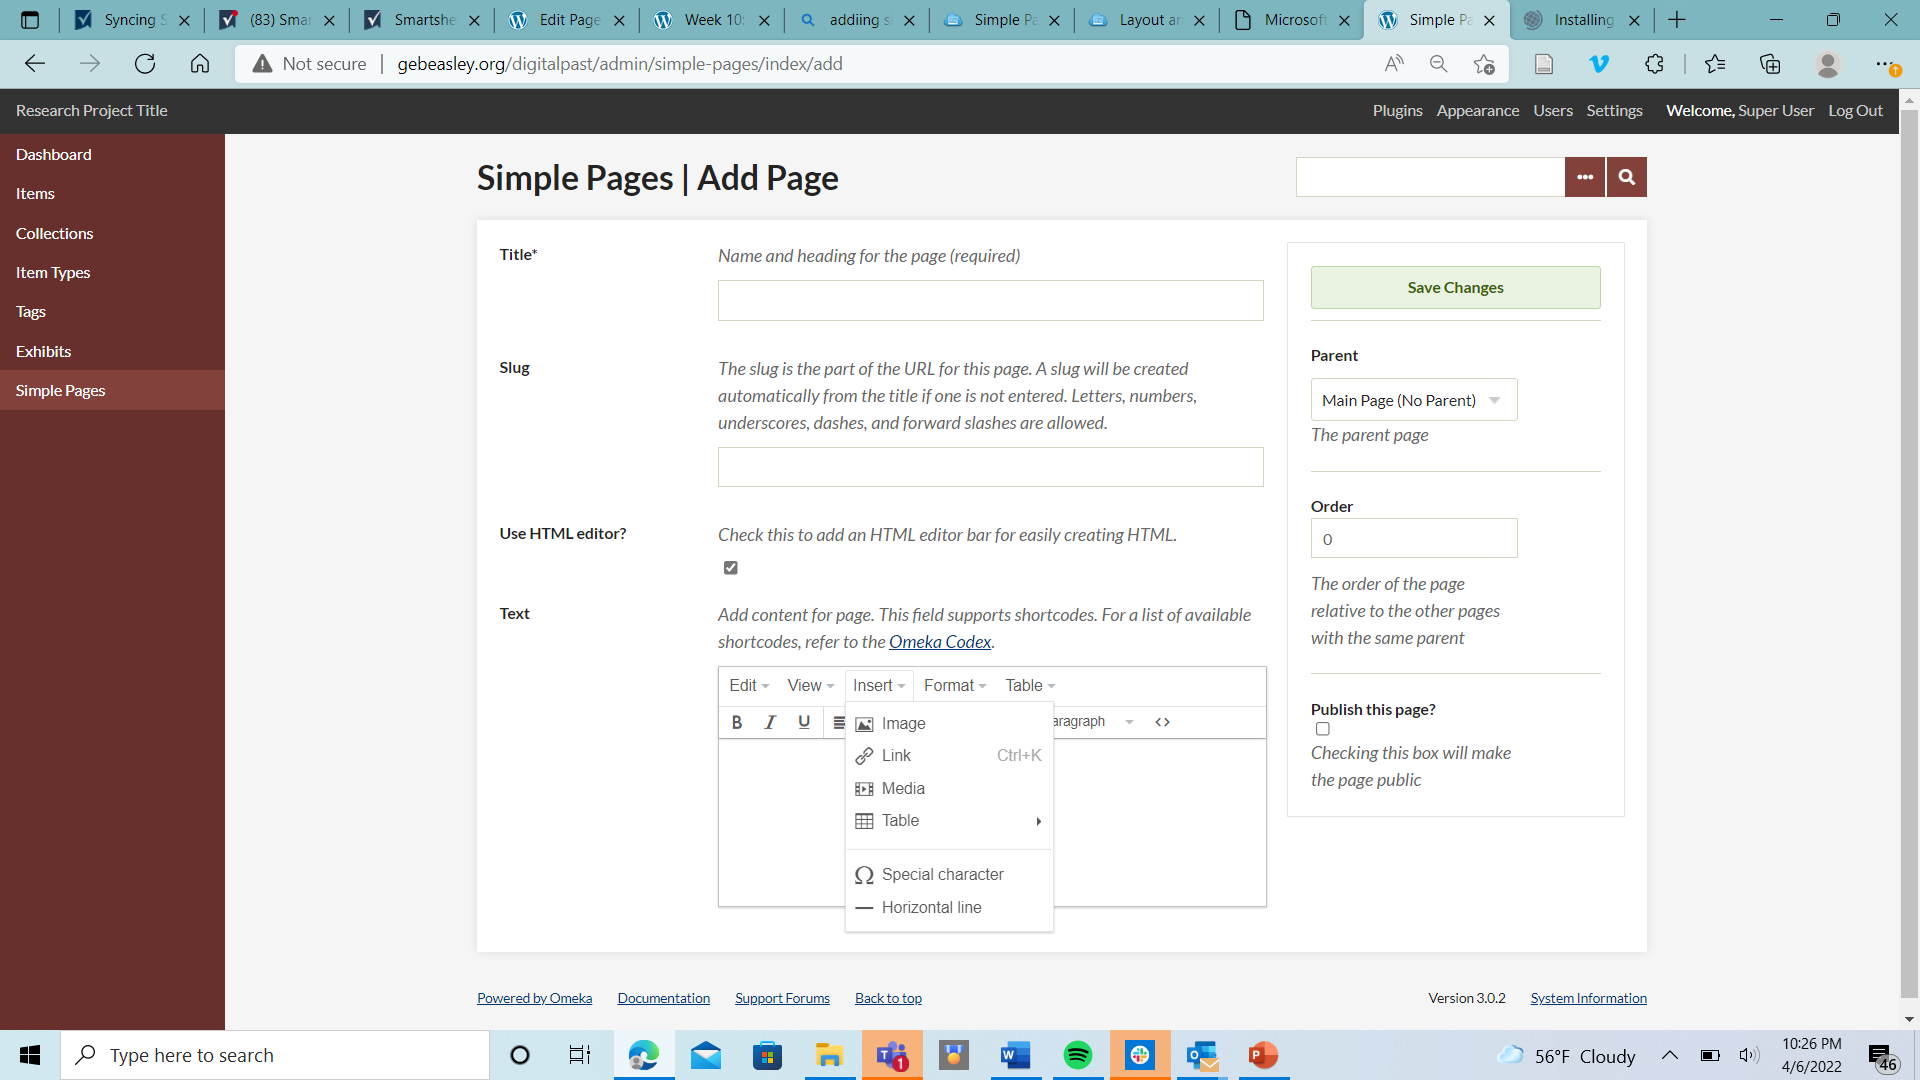 Syncing S
(83) Smar
Smartshe
Edit Page
Week 10:
addiing s
Simple Pa
Layout an
Microsoft
Simple Pa
Installing
Not secure
gebeasley.org/digitalpast/admin/simple-pages/index/add
Research Project Title
Plugins Appearance Users Settings Welcome, Super User Log Out
Dashboard
Items
Collections
Item Types
Tags
Exhibits
Simple Pages
Simple Pages | Add Page
Title*
Name and heading for the page (required)
Slug
The slug is the part of the URL for this page. A slug will be created
automatically from the title if one is not entered. Letters, numbers,
underscores, dashes, and forward slashes are allowed.
Use HTML editor?
Check this to add an HTML editor bar for easily creating HTML.
Text
Add content for page. This field supports shortcodes. For a list of available
shortcodes, refer to the Omeka Codex.
Edit View Insert Format Table
B I U aragraph <>
Image
Link Ctrl+K
Media
Table
Special character
Horizontal line
Save Changes
Parent
Main Page (No Parent)
The parent page
Order
0
The order of the page
relative to the other pages
with the same parent
Publish this page?
Checking this box will make
the page public
Powered by Omeka Documentation Support Forums Back to top
Version 3.0.2 System Information
Type here to search
56°F Cloudy
10:26 PM
4/6/2022
46